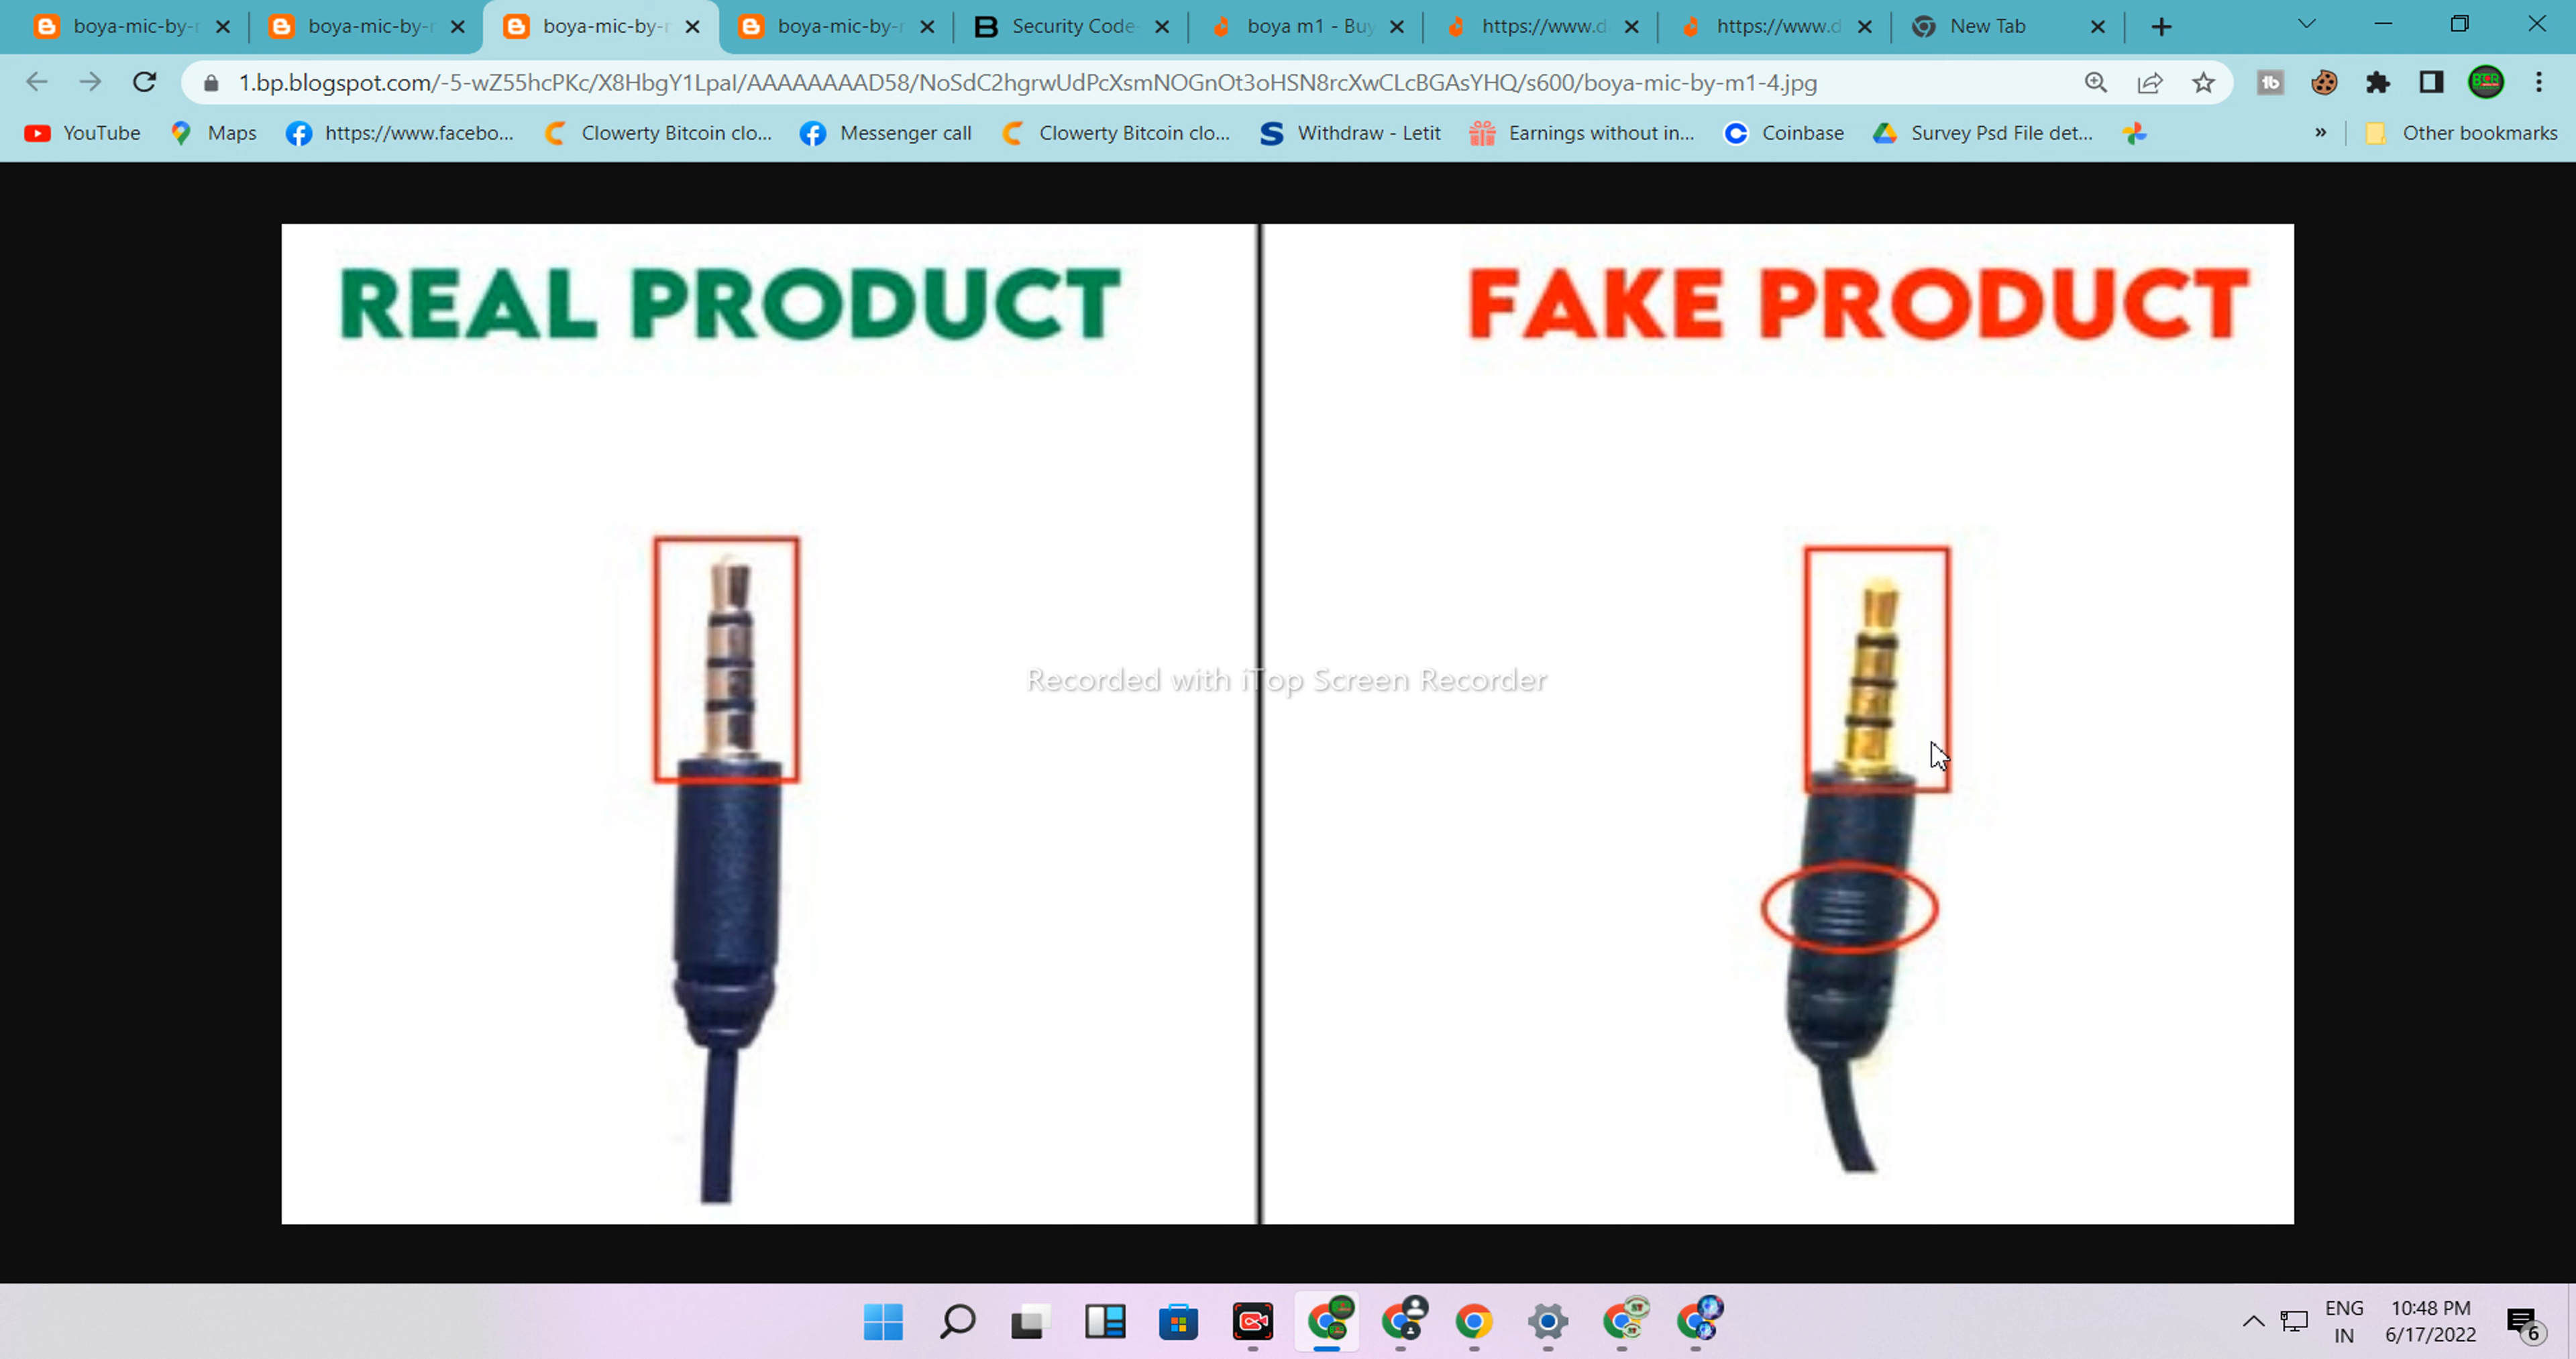 boya-mic-by-
boya-mic-by-
boya-mic-by-
boya-mic-by-
Security Code
boya m1 - Buy
https://www.d
https://www.d
New Tab
1.bp.blogspot.com/-5-wZ55hcPKc/X8HbgY1LpaI/AAAAAAAAD58/NoSdC2hgrwUdPcXsmNOGnOt3oHSN8rcXwCLcBGAsYHQ/s600/boya-mic-by-m1-4.jpg
YouTube
Maps
https://www.facebo...
Clowerty Bitcoin clo...
Messenger call
Clowerty Bitcoin clo...
Withdraw - Letit
Earnings without in...
Coinbase
Survey Psd File det...
»
Other bookmarks
REAL PRODUCT
FAKE PRODUCT
Recorded with iTop Screen Recorder
ENG
IN
10:48 PM
6/17/2022
6